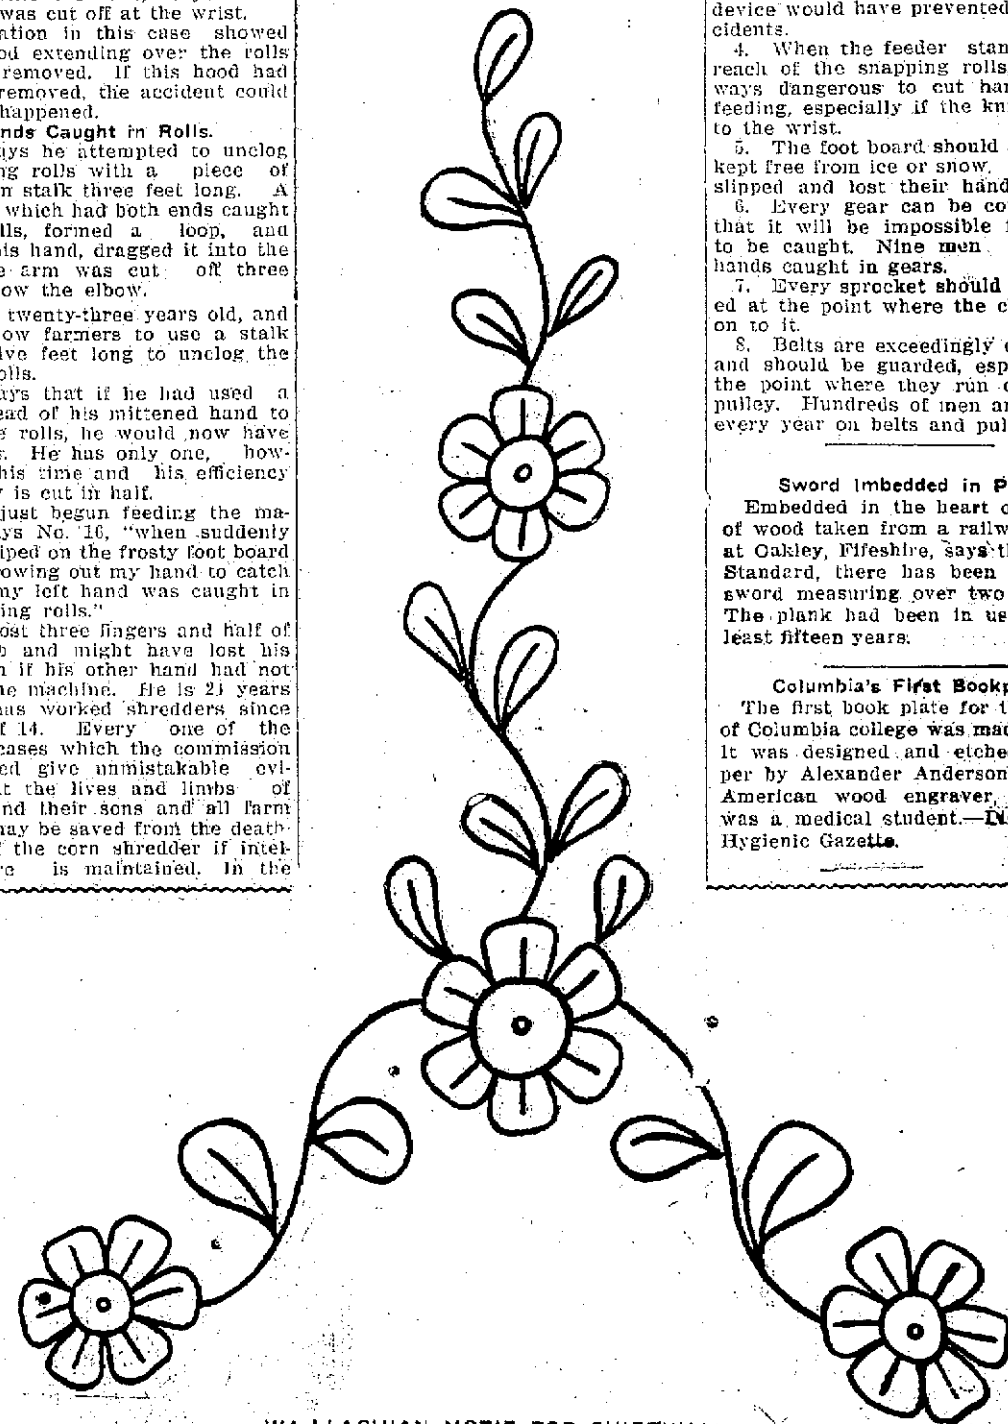 was cut off at the wrist.
ation in this case showed
od extending over the rolls
removed. If this hood had
removed, the accident could
happened.
nds Caught in Rolls.
ys he attempted to unclog
ng rolls with a piece of
n stalk three feet long. A
which had both ends caught
lls, formed a loop, and
his hand, dragged it into the
e arm was cut off three
ow the elbow.
twenty-three years old, and
ow farmers to use a stalk
lve feet long to unclog the
olls.
ays that if he had used a
ead of his mittened hand to
e rolls, he would now have
s. He has only one, how-
his time and his efficiency
y is cut in half.
just begun feeding the ma-
ys No. 16, "when suddenly
iped on the frosty foot board
owing out my hand to catch
my left hand was caught in
ing rolls."
ost three fingers and half of
b and might have lost his
n if his other hand had not
he machine. He is 21 years
has worked shredders since
f 14. Every one of the
cases which the commission
ed give unmistakable evi-
at the lives and limbs of
nd their sons and all farm
may be saved from the death
f the corn shredder if intel-
re is maintained. In the
device would have prevented
cidents.
4. When the feeder stan
reach of the snapping rolls
ways dangerous to cut han
feeding, especially if the kn
to the wrist.
5. The foot board should
kept free from ice or snow.
slipped and lost their hand
6. Every gear can be co
that it will be impossible
to be caught. Nine men
hands caught in gears.
7. Every sprocket should
ed at the point where the c
on to it.
8. Belts are exceedingly
and should be guarded, esp
the point where they run
pulley. Hundreds of men a
every year on belts and pul
Sword Imbedded in P
Embedded in the heart o
of wood taken from a railw
at Oakley, Fifeshire, says th
Standard, there has been
sword measuring over two
The plank had been in us
least fifteen years.
Columbia's First Bookp
The first book plate for t
of Columbia college was mad
It was designed and etche
per by Alexander Anderson
American wood engraver,
was a medical student.—Di
Hygienic Gazette.